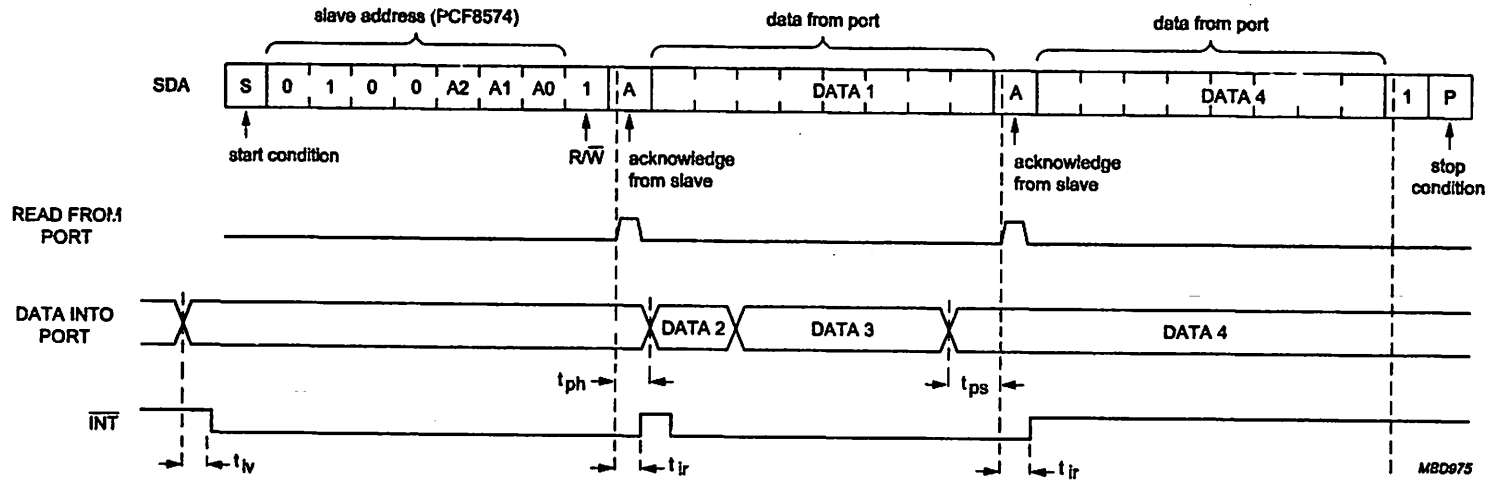 slave address (PCF8574)
data from port
data from port
SDA
S 0 1 0 0 A2 A1 A0 1 A DATA 1 A DATA 4 1 P
start condition
R/W
acknowledge
from slave
acknowledge
from slave
stop
condition
READ FROM
PORT
DATA INTO
PORT
DATA 2 DATA 3 DATA 4
tph
tps
INT
tiv
tir
tir
MBD975